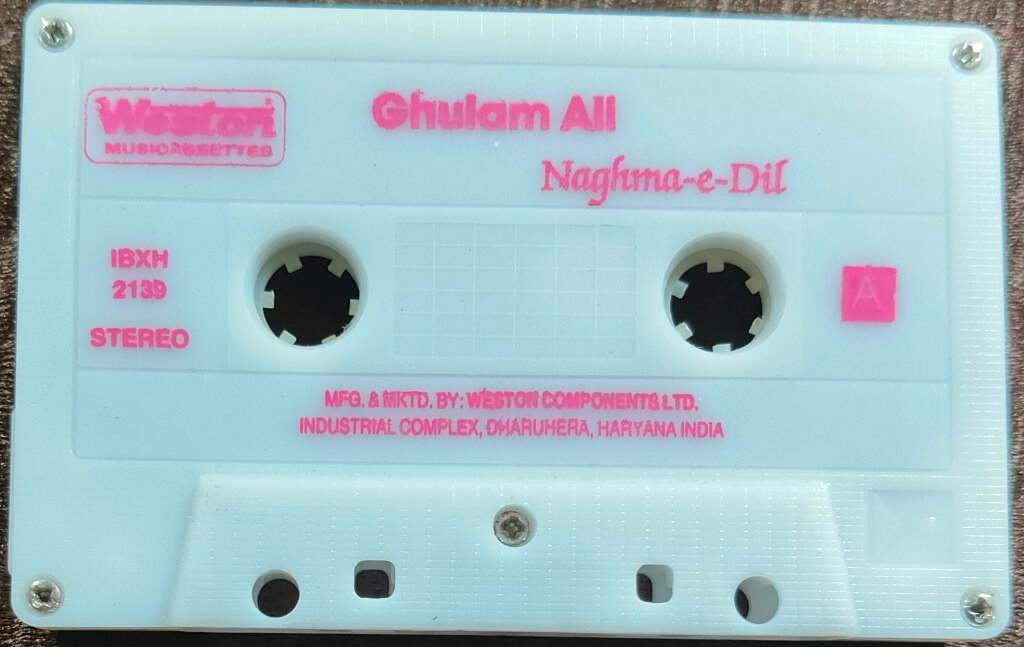 Weston
MUSICASSETTES
Ghulam Ali
Naghma-e-Dil
IBXH
2139
STEREO
A
MFG. & MKTD. BY: WESTON COMPONENTS LTD.
INDUSTRIAL COMPLEX, DHARUHERA, HARYANA INDIA